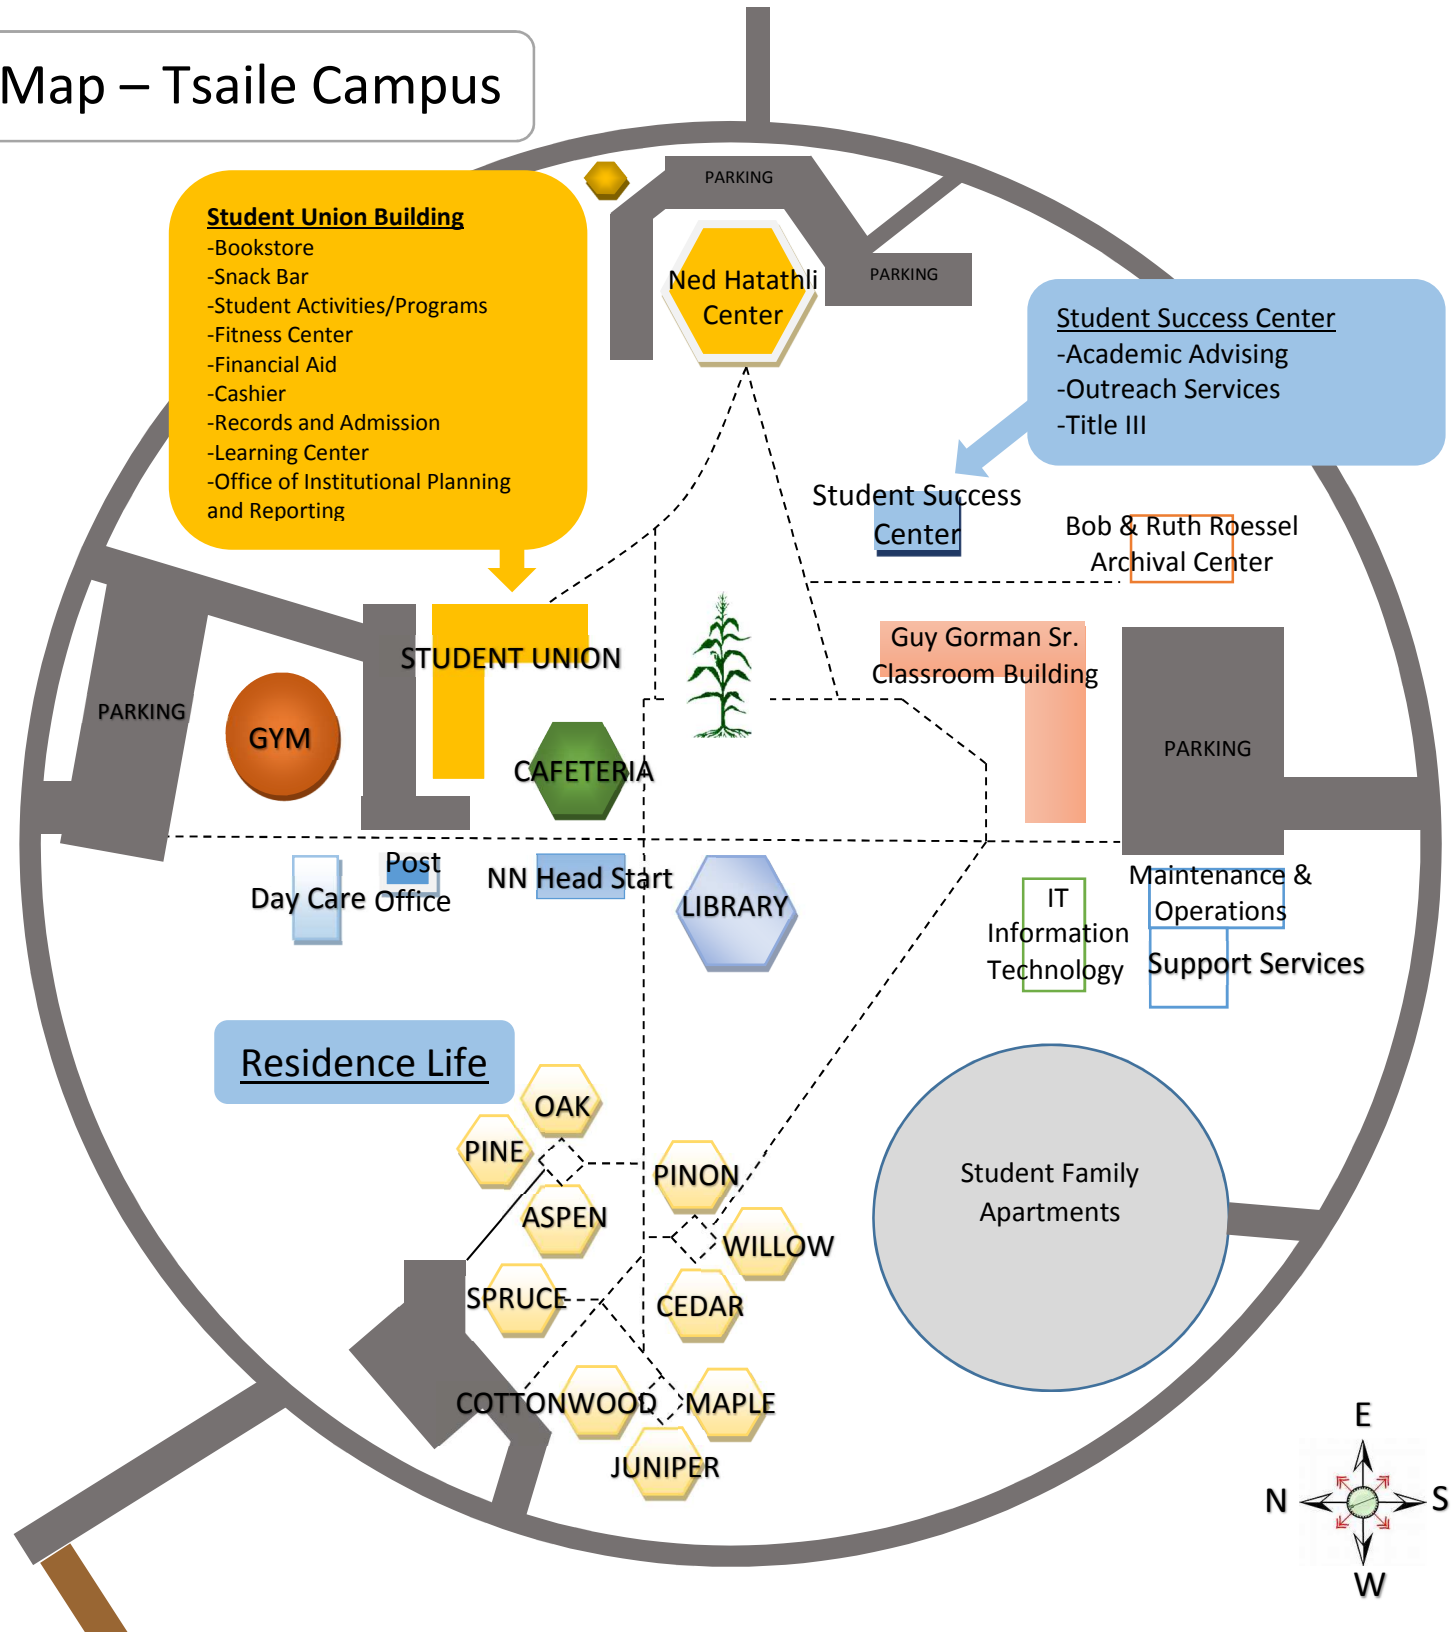 Map – Tsaile Campus
PARKING
Student Union Building
-Bookstore
-Snack Bar
-Student Activities/Programs
-Fitness Center
-Financial Aid
-Cashier
-Records and Admission
-Learning Center
-Office of Institutional Planning
and Reporting
Ned Hatathli
Center
PARKING
Student Success Center
-Academic Advising
-Outreach Services
-Title III
Student Success
Center
Bob & Ruth Roessel
Archival Center
STUDENT UNION
Guy Gorman Sr.
Classroom Building
PARKING
GYM
CAFETERIA
PARKING
Day Care
Post
Office
NN Head Start
LIBRARY
IT
Information
Technology
Maintenance &
Operations
Support Services
Residence Life
OAK
PINE
ASPEN
PINON
WILLOW
SPRUCE
CEDAR
COTTONWOOD
MAPLE
JUNIPER
Student Family
Apartments
E
N
S
W